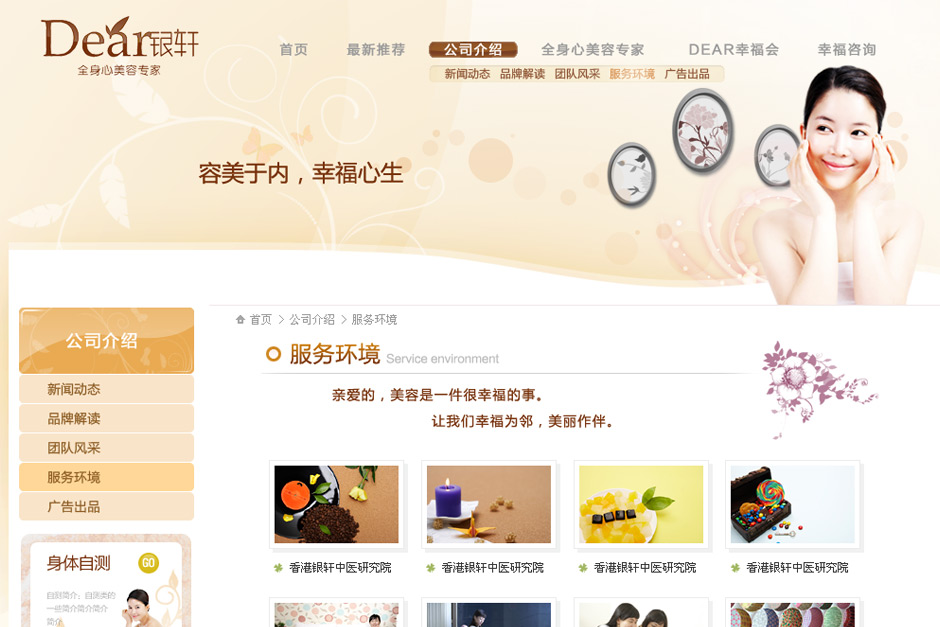 Dear银轩
全身心美容专家
首页 最新推荐 公司介绍 全身心美容专家 DEAR幸福会 幸福咨询
新闻动态 品牌解读 团队风采 服务环境 广告出品
容美于内，幸福心生
首页 > 公司介绍 > 服务环境
公司介绍
新闻动态
品牌解读
团队风采
服务环境
广告出品
身体自测 GO
自测简介：自测类的
一些简介简介简介
简介
服务环境 Service environment
亲爱的，美容是一件很幸福的事。
让我们幸福为邻，美丽作伴。
香港银轩中医研究院 香港银轩中医研究院 香港银轩中医研究院 香港银轩中医研究院